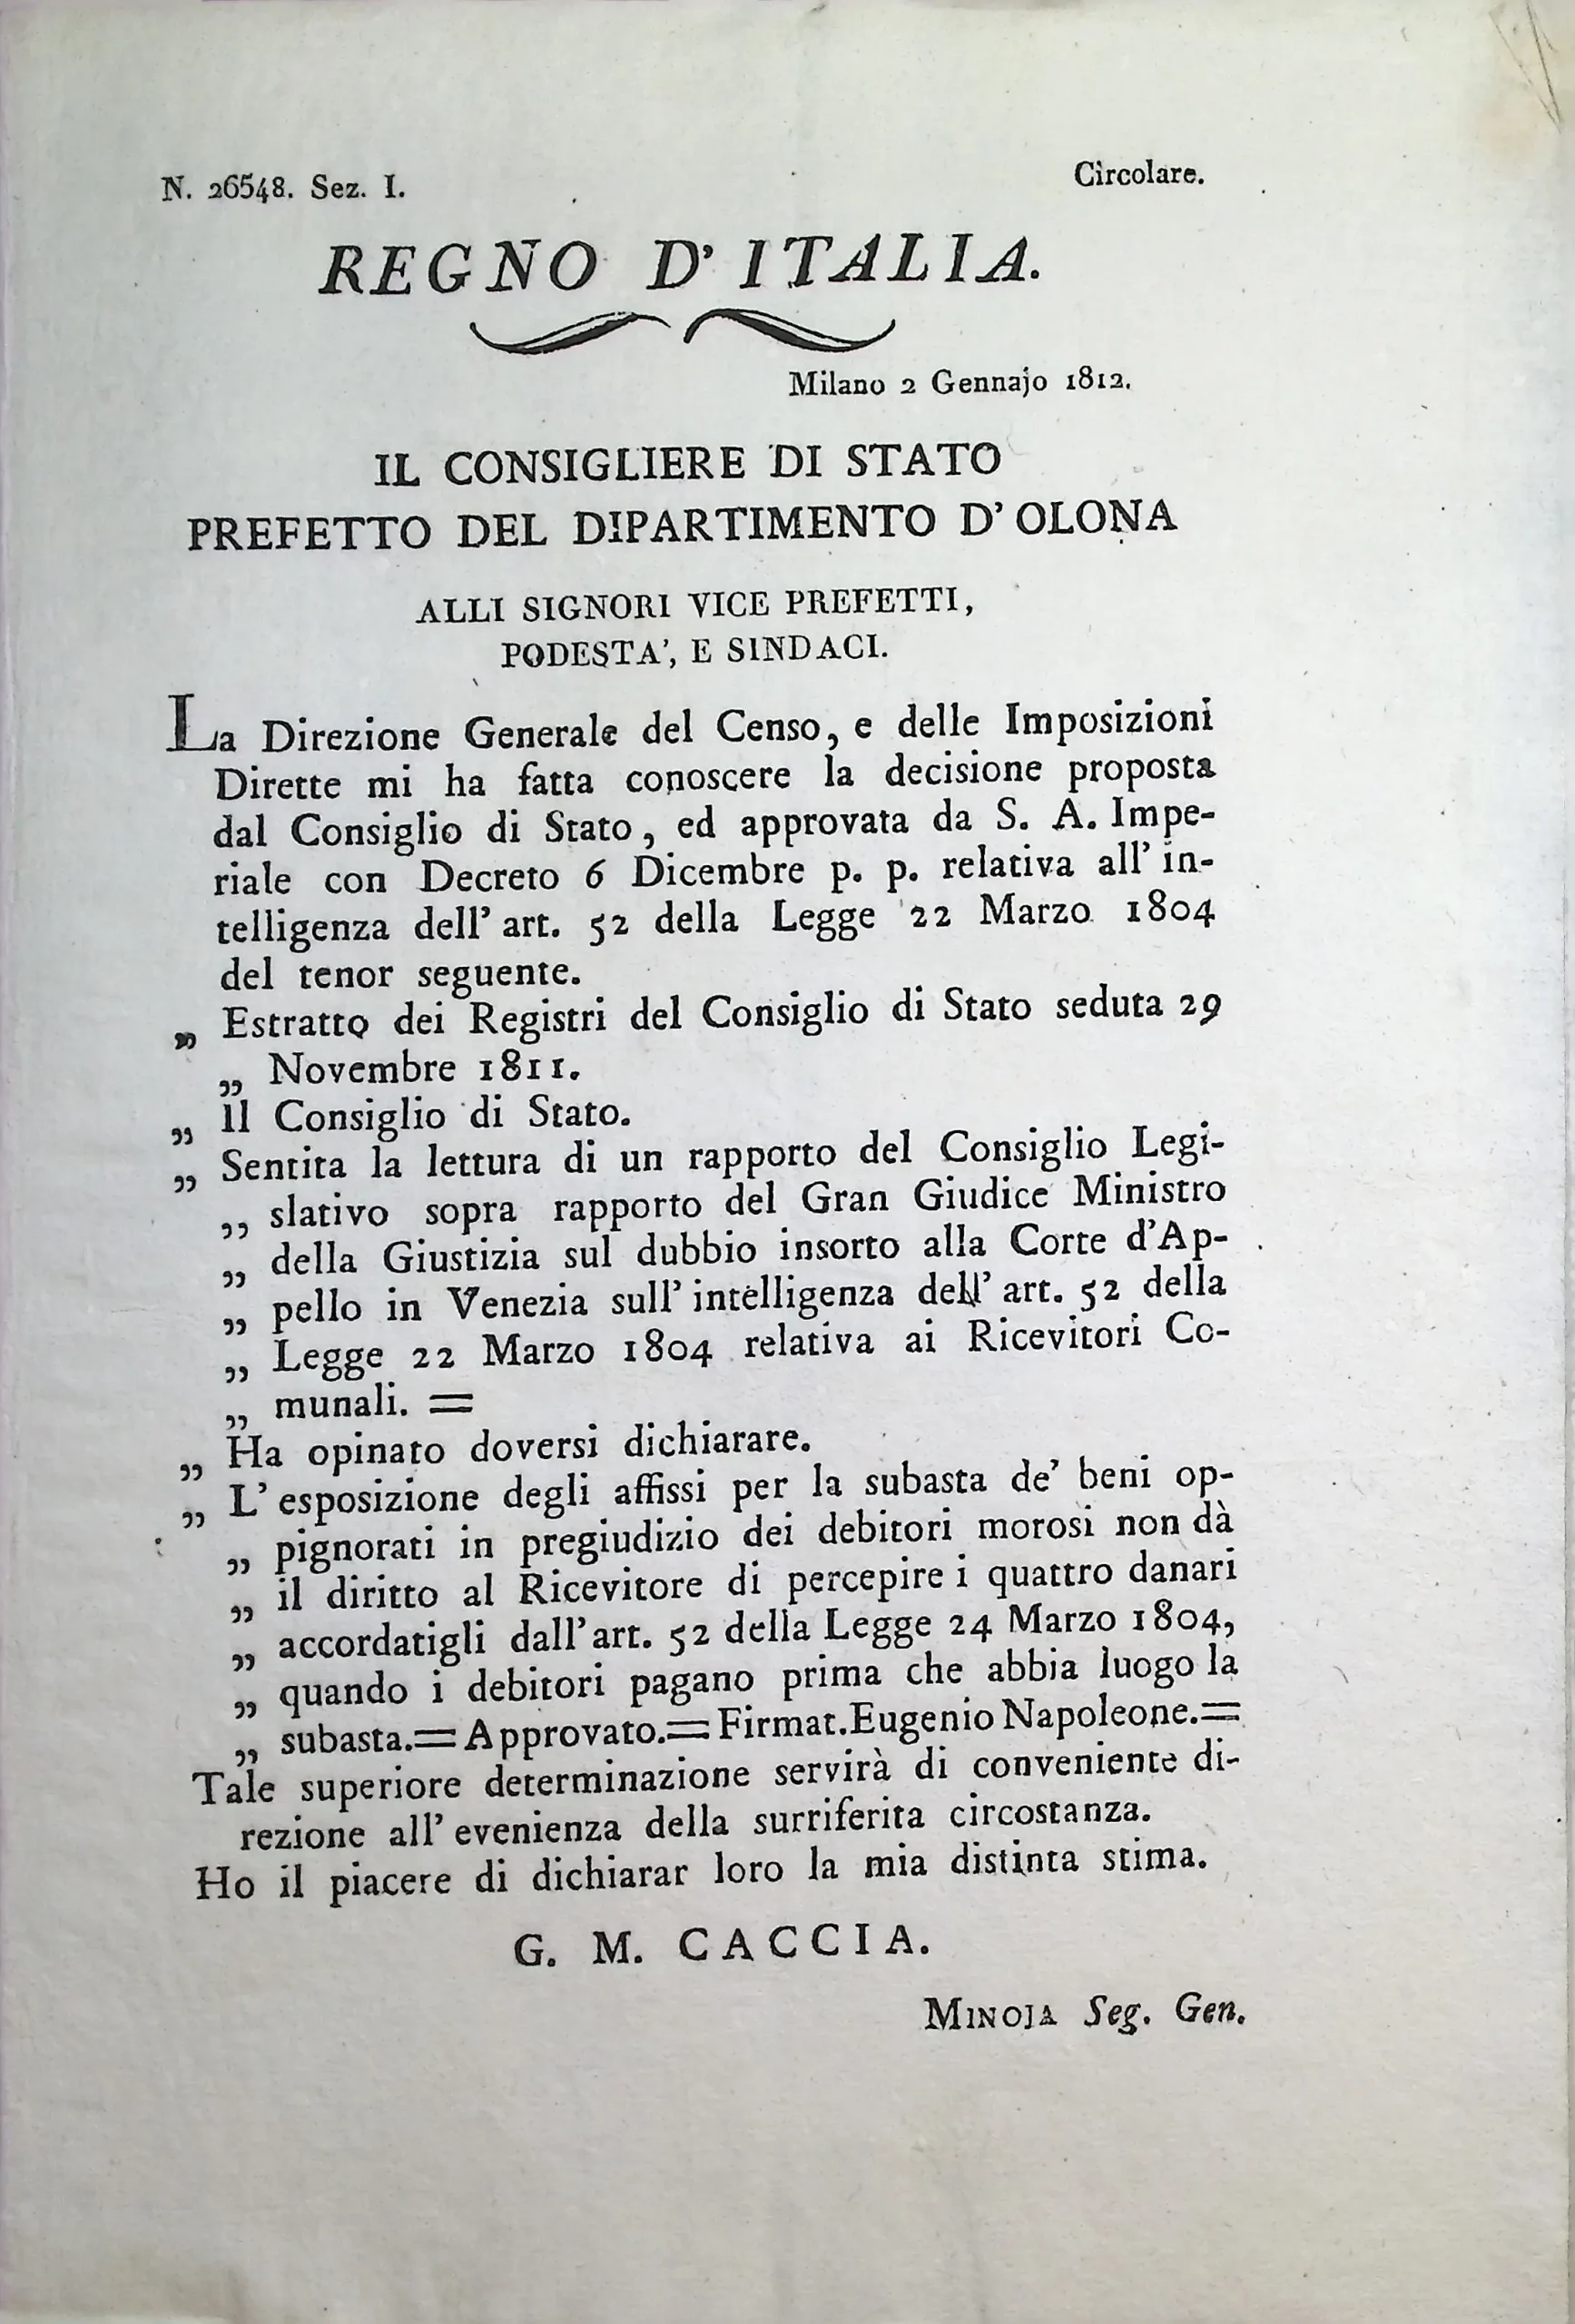 N. 26548. Sez. I.
Circolare.
REGNO D' ITALIA.
Milano 2 Gennajo 1812.
IL CONSIGLIERE DI STATO
PREFETTO DEL DIPARTIMENTO D' OLONA
ALLI SIGNORI VICE PREFETTI,
PODESTA', E SINDACI.
La Direzione Generale del Censo, e delle Imposizioni
Dirette mi ha fatta conoscere la decisione proposta
dal Consiglio di Stato, ed approvata da S. A. Impe-
riale con Decreto 6 Dicembre p. p. relativa all' in-
telligenza dell' art. 52 della Legge 22 Marzo 1804
del tenor seguente.
„ Estratto dei Registri del Consiglio di Stato seduta 29
„ Novembre 1811.
„ Il Consiglio di Stato.
„ Sentita la lettura di un rapporto del Consiglio Legi-
,, slativo sopra rapporto del Gran Giudice Ministro
„ della Giustizia sul dubbio insorto alla Corte d'Ap-
„ pello in Venezia sull' intelligenza dell' art. 52 della
„ Legge 22 Marzo 1804 relativa ai Ricevitori Co-
„ munali. =
„ Ha opinato doversi dichiarare.
„ L' esposizione degli affissi per la subasta de' beni op-
„ pignorati in pregiudizio dei debitori morosi non dà
„ il diritto al Ricevitore di percepire i quattro danari
„ accordatigli dall'art. 52 della Legge 24 Marzo 1804,
„ quando i debitori pagano prima che abbia luogo la
„ subasta.= Approvato.= Firmat.Eugenio Napoleone.=
Tale superiore determinazione servirà di conveniente di-
rezione all' evenienza della surriferita circostanza.
Ho il piacere di dichiarar loro la mia distinta stima.
G. M. CACCIA.
MINOJA Seg. Gen.